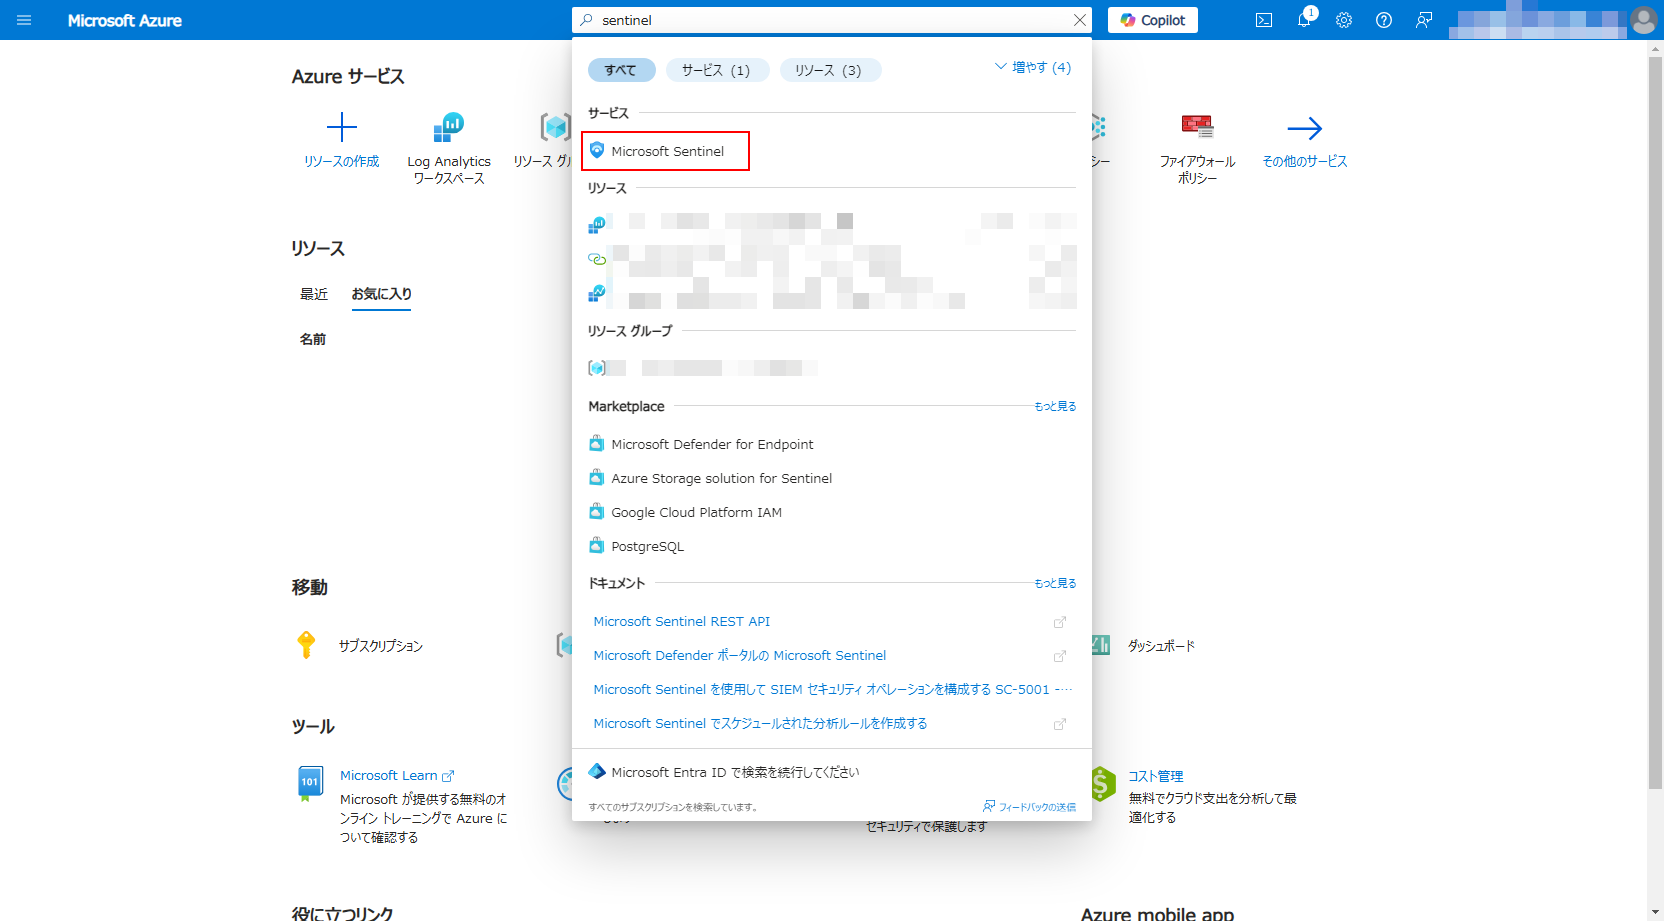 Microsoft Azure
sentinel
Copilot
1
Azure サービス
リソースの作成
Log Analytics
ワークスペース
リソース グル
シー
ファイアウォール
ポリシー
その他のサービス
すべて
サービス (1)
リソース (3)
増やす (4)
サービス
Microsoft Sentinel
リソース
リソース グループ
Marketplace
もっと見る
Microsoft Defender for Endpoint
Azure Storage solution for Sentinel
Google Cloud Platform IAM
PostgreSQL
ドキュメント
もっと見る
Microsoft Sentinel REST API
Microsoft Defender ポータルの Microsoft Sentinel
Microsoft Sentinel を使用して SIEM セキュリティ オペレーションを構成する SC-5001 -…
Microsoft Sentinel でスケジュールされた分析ルールを作成する
Microsoft Entra ID で検索を続行してください
すべてのサブスクリプションを検索しています。
フィードバックの送信
リソース
最近
お気に入り
名前
移動
サブスクリプション
ダッシュボード
ツール
101
Microsoft Learn
Microsoft が提供する無料のオ
ンライン トレーニングで Azure に
ついて確認する
します
セキュリティで保護します
コスト管理
無料でクラウド支出を分析して最
適化する
役に立つリンク
Azure mobile app